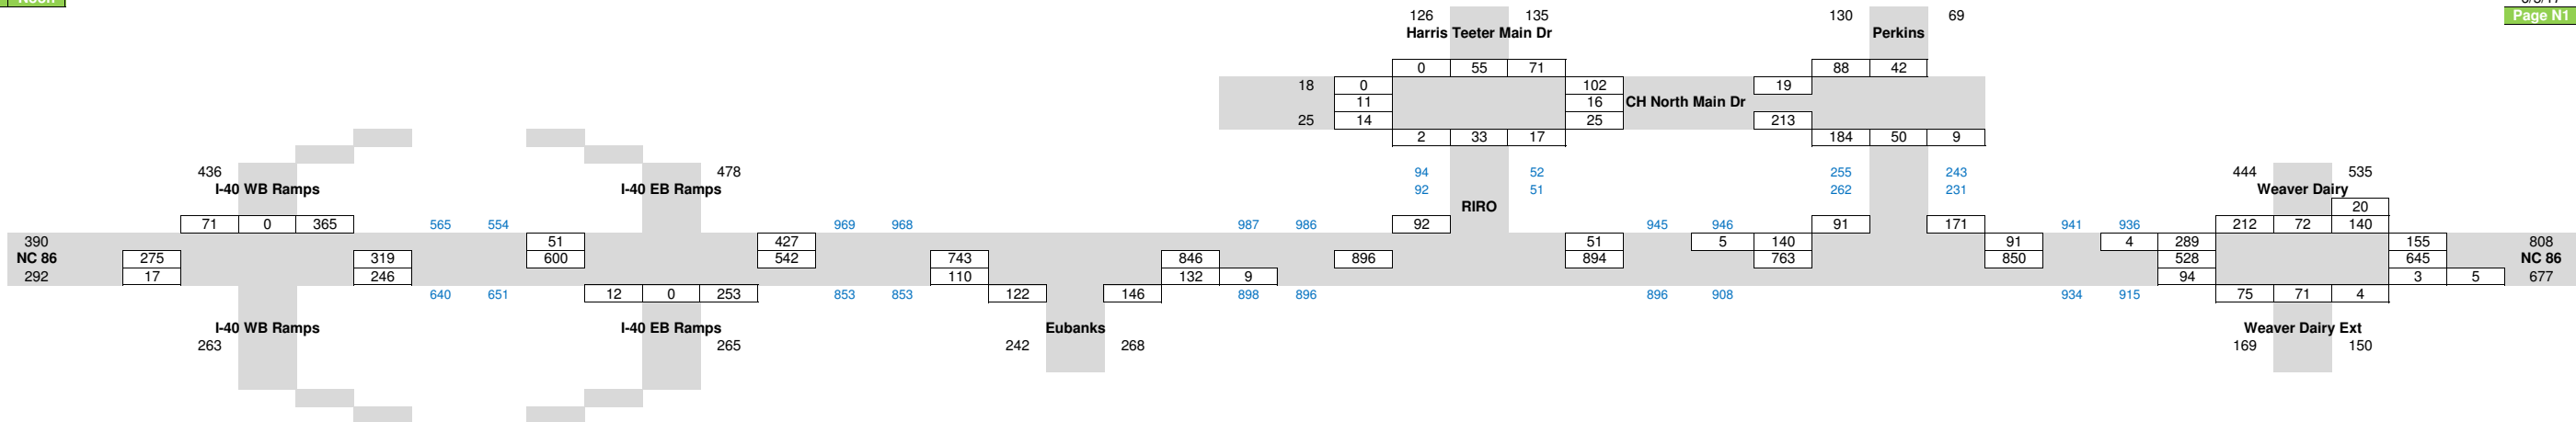 Noon
126 135 130 69 Page N1
Harris Teeter Main Dr Perkins
0 55 71 88 42
18 0 102 19
11 16 CH North Main Dr
25 14 25 213
2 33 17 184 50 9
436 478 94 52 255 243 444 535
I-40 WB Ramps I-40 EB Ramps 92 51 262 231 Weaver Dairy
RIRO 20
71 0 365 565 554 969 968 987 986 92 945 946 91 171 941 936 212 72 140
390 51 427 51 5 140 91 4 289 155 808
NC 86 275 319 600 542 743 846 896 894 763 850 528 645 NC 86
292 17 246 110 132 9 94 3 5 677
640 651 12 0 253 853 853 122 146 898 896 896 908 934 915 75 71 4
I-40 WB Ramps I-40 EB Ramps Eubanks Weaver Dairy Ext
263 265 242 268 169 150